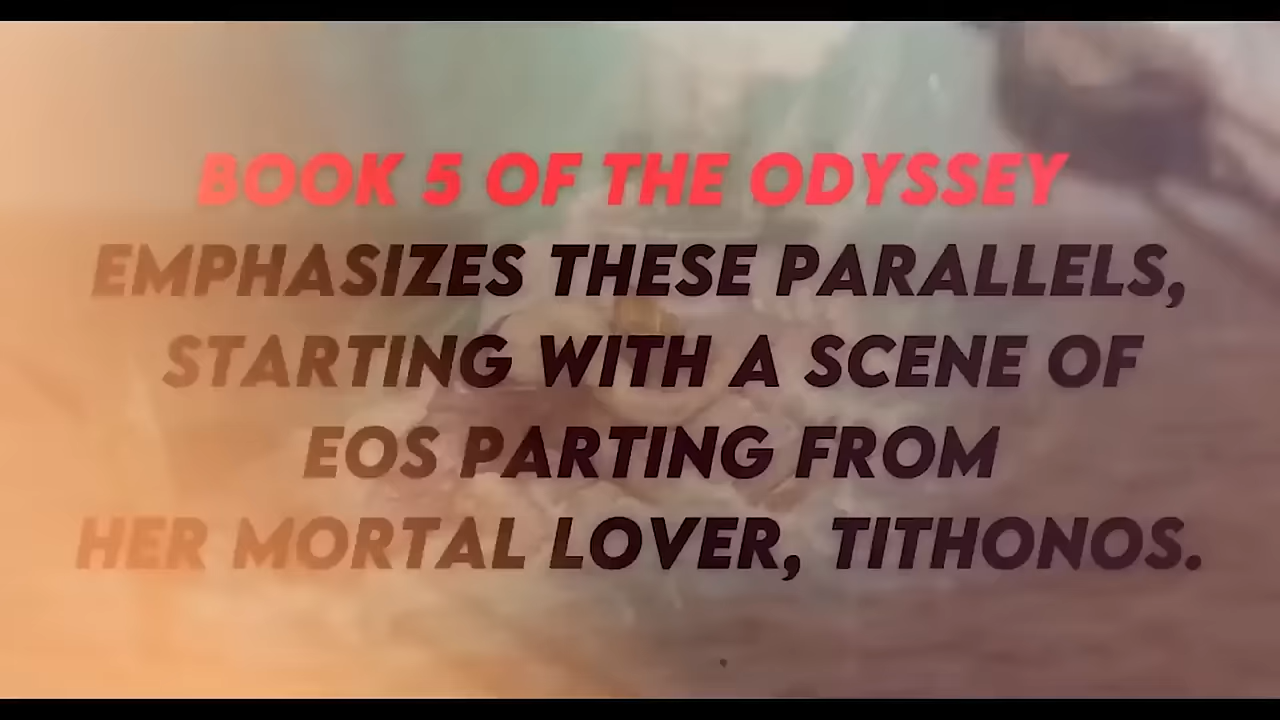 BOOK 5 OF THE ODYSSEY
EMPHASIZES THESE PARALLELS,
STARTING WITH A SCENE OF
EOS PARTING FROM
HER MORTAL LOVER, TITHONOS.